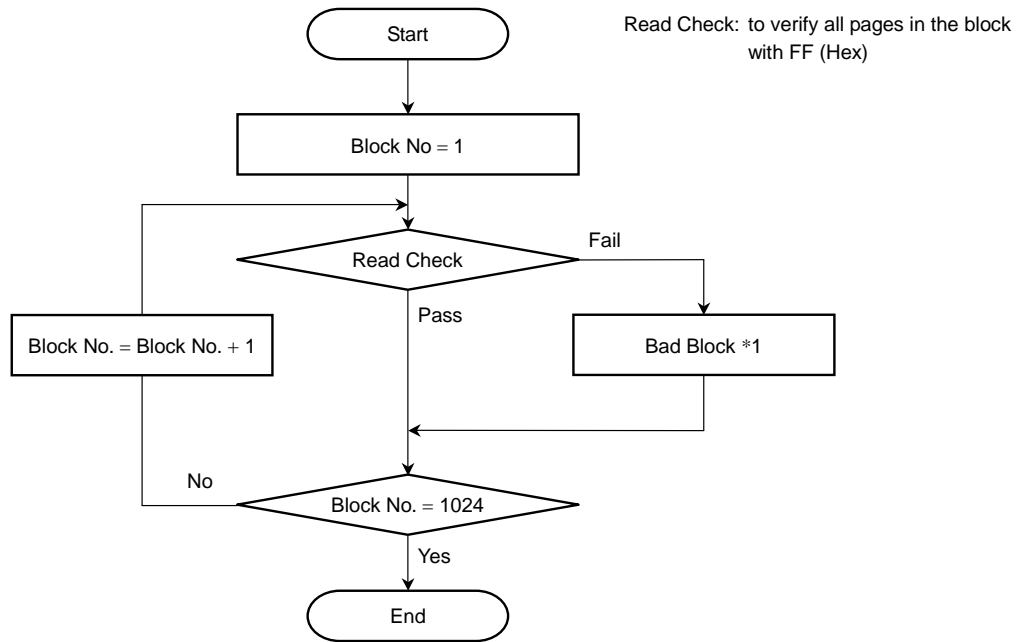 Start
Read Check: to verify all pages in the block
with FF (Hex)
Block No = 1
Read Check
Fail
Pass
Block No. = Block No. + 1
Bad Block *1
No
Block No. = 1024
Yes
End